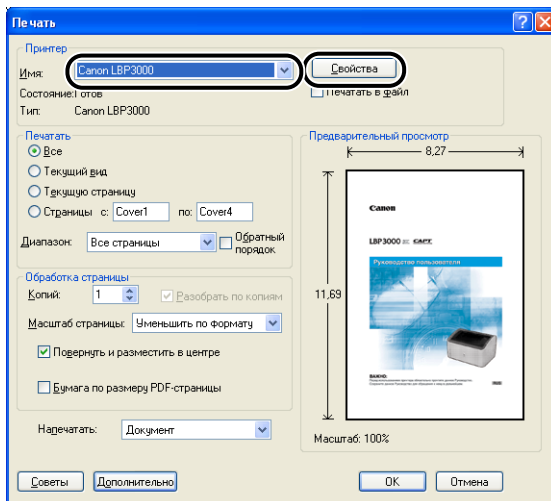 Печать
Принтер
Имя: Canon LBP3000
Свойства
Состояние: Готов
Печатать в файл
Тип: Canon LBP3000
Печатать
Все
Текущий вид
Текущую страницу
Страницы с: Cover1 по: Cover4
Диапазон: Все страницы
Обратный порядок
Обработка страницы
Копий: 1
Разобрать по копиям
Масштаб страницы: Уменьшить по формату
Повернуть и разместить в центре
Бумага по размеру PDF-страницы
Напечатать: Документ
Предварительный просмотр
8,27
11,69
Canon
LBP3000 CAPT
Руководство пользователя
ВАЖНО:
Масштаб: 100%
Советы
Дополнительно
OK
Отмена